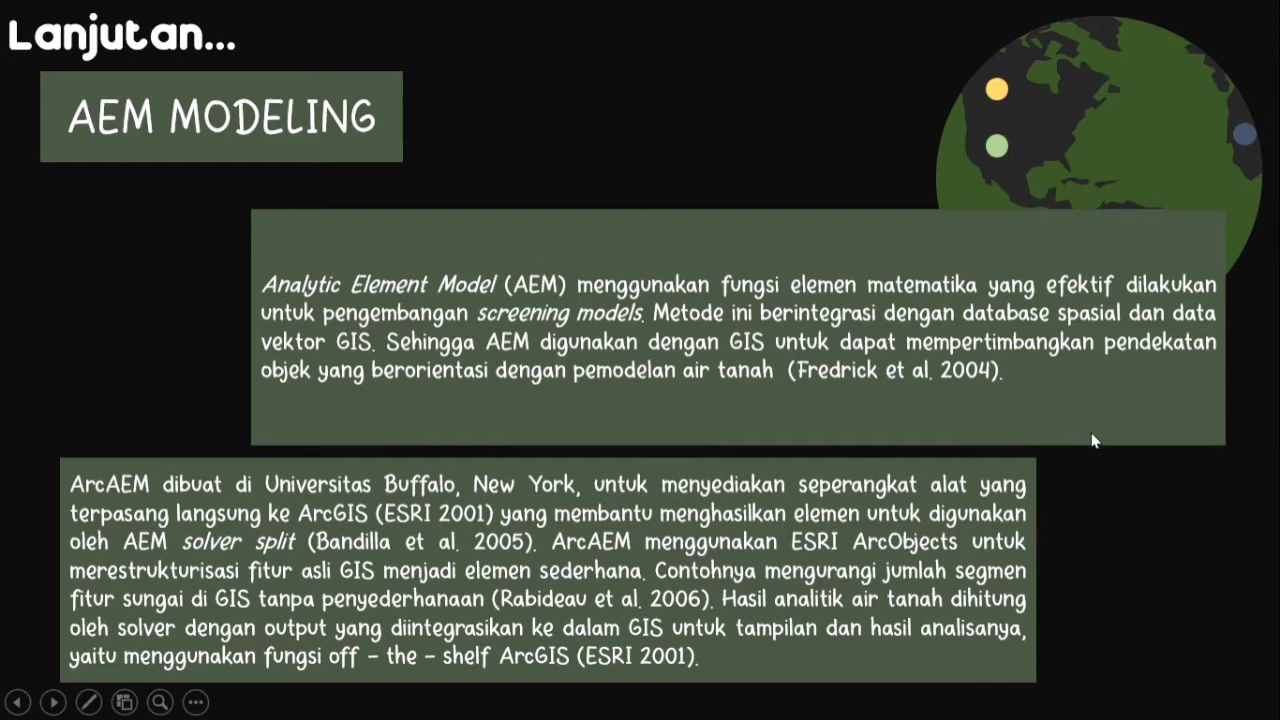 Lanjutan...
AEM MODELING
Analytic Element Model (AEM) menggunakan fungsi elemen matematika yang efektif dilakukan
untuk pengembangan screening models. Metode ini berintegrasi dengan database spasial dan data
vektor GIS. Sehingga AEM digunakan dengan GIS untuk dapat mempertimbangkan pendekatan
objek yang berorientasi dengan pemodelan air tanah (Fredrick et al. 2004).
ArcAEM dibuat di Universitas Buffalo, New York, untuk menyediakan seperangkat alat yang
terpasang langsung ke ArcGIS (ESRI 2001) yang membantu menghasilkan elemen untuk digunakan
oleh AEM solver split (Bandilla et al. 2005). ArcAEM menggunakan ESRI ArcObjects untuk
merestrukturisasi fitur asli GIS menjadi elemen sederhana. Contohnya mengurangi jumlah segmen
fitur sungai di GIS tanpa penyederhanaan (Rabideau et al. 2006). Hasil analitik air tanah dihitung
oleh solver dengan output yang diintegrasikan ke dalam GIS untuk tampilan dan hasil analisanya,
yaitu menggunakan fungsi off – the – shelf ArcGIS (ESRI 2001).